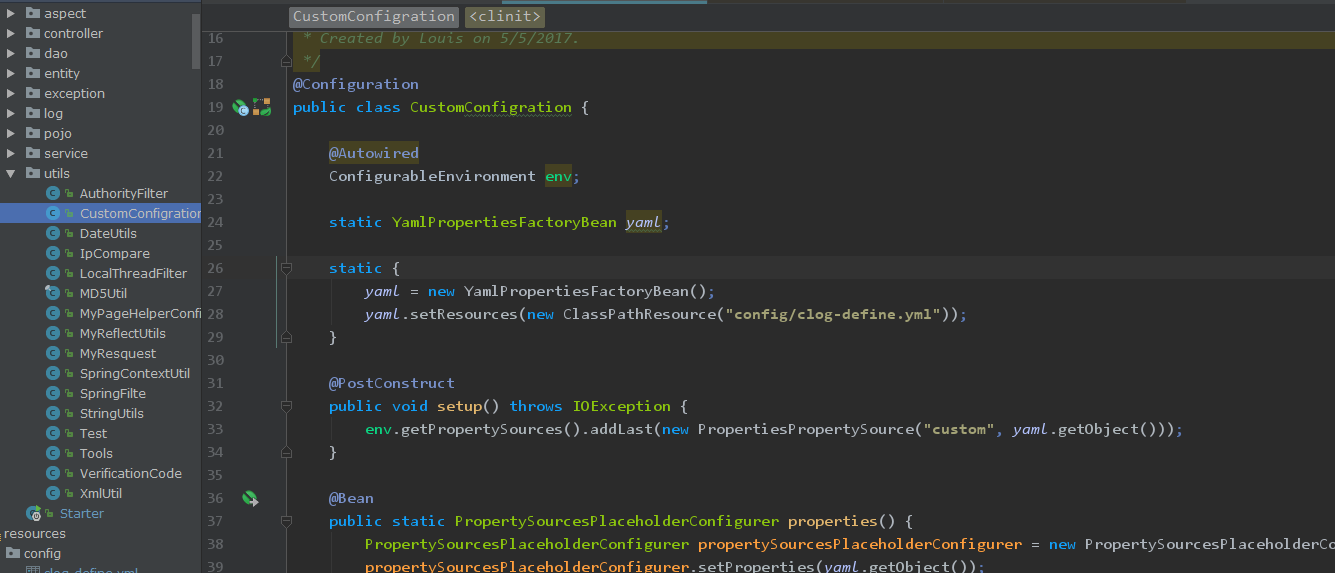 aspect
controller
dao
entity
exception
log
pojo
service
utils
AuthorityFilter
CustomConfigration
DateUtils
IpCompare
LocalThreadFilter
MD5Util
MyPageHelperConfi
MyReflectUtils
MyResquest
SpringContextUtil
SpringFilte
StringUtils
Test
Tools
VerificationCode
XmlUtil
Starter
resources
config
clog-define.yml
CustomConfigration <clinit>
16 * Created by Louis on 5/5/2017.
17 */
18 @Configuration
19 public class CustomConfigration {
20
21 @Autowired
22 ConfigurableEnvironment env;
23
24 static YamlPropertiesFactoryBean yaml;
25
26 static {
27 yaml = new YamlPropertiesFactoryBean();
28 yaml.setResources(new ClassPathResource("config/clog-define.yml"));
29 }
30
31 @PostConstruct
32 public void setup() throws IOException {
33 env.getPropertySources().addLast(new PropertiesPropertySource("custom", yaml.getObject()));
34 }
35
36 @Bean
37 public static PropertySourcesPlaceholderConfigurer properties() {
38 PropertySourcesPlaceholderConfigurer propertySourcesPlaceholderConfigurer = new PropertySourcesPlaceholderCo
39 propertySourcesPlaceholderConfigurer.setProperties(yaml.getObject());